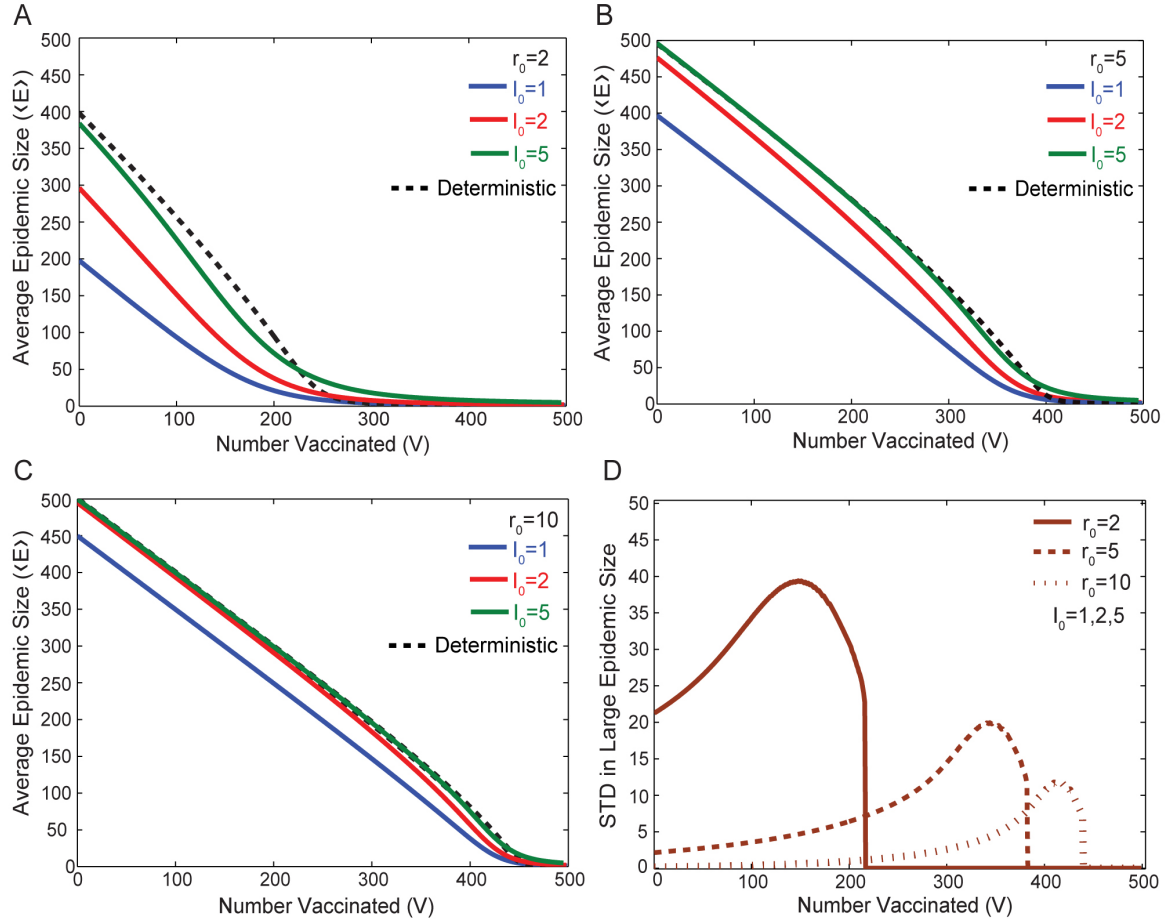 A
Average Epidemic Size (⟨E⟩)
500
450
400
350
300
250
200
150
100
50
0
r₀=2
I₀=1
I₀=2
I₀=5
Deterministic
0 100 200 300 400 500
Number Vaccinated (V)
B
Average Epidemic Size (⟨E⟩)
500
450
400
350
300
250
200
150
100
50
0
r₀=5
I₀=1
I₀=2
I₀=5
Deterministic
0 100 200 300 400 500
Number Vaccinated (V)
C
Average Epidemic Size (⟨E⟩)
500
450
400
350
300
250
200
150
100
50
0
r₀=10
I₀=1
I₀=2
I₀=5
Deterministic
0 100 200 300 400 500
Number Vaccinated (V)
D
STD in Large Epidemic Size
50
45
40
35
30
25
20
15
10
5
0
r₀=2
r₀=5
r₀=10
I₀=1,2,5
0 100 200 300 400 500
Number Vaccinated (V)